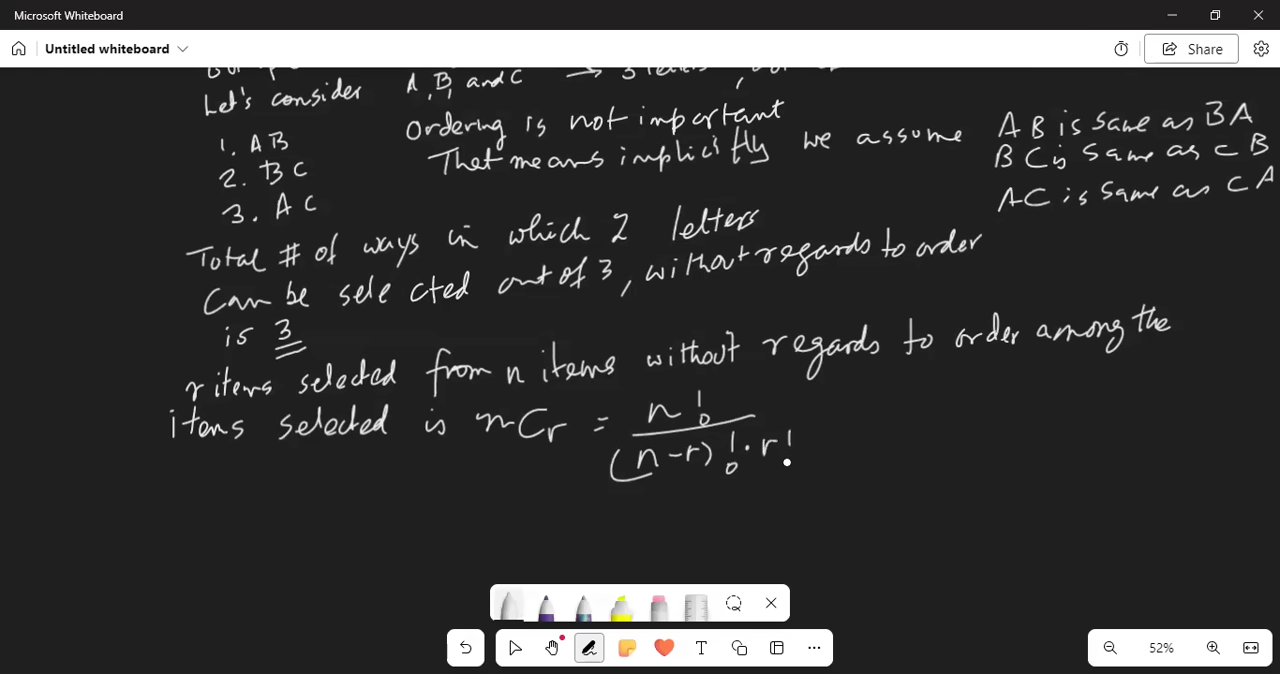 Microsoft Whiteboard
Untitled whiteboard
Share
Let's consider
A, B, and C → 3 letters,
1. AB
2. BC
3. AC
Ordering is not important
That means implicitly we assume
AB is same as BA
BC is same as CB
AC is same as CA
Total # of ways in which 2 letters
can be selected out of 3, without regards to order
is 3
r items selected from n items without regards to order among the
items selected is nCr = n! / (n-r)! · r!
52%